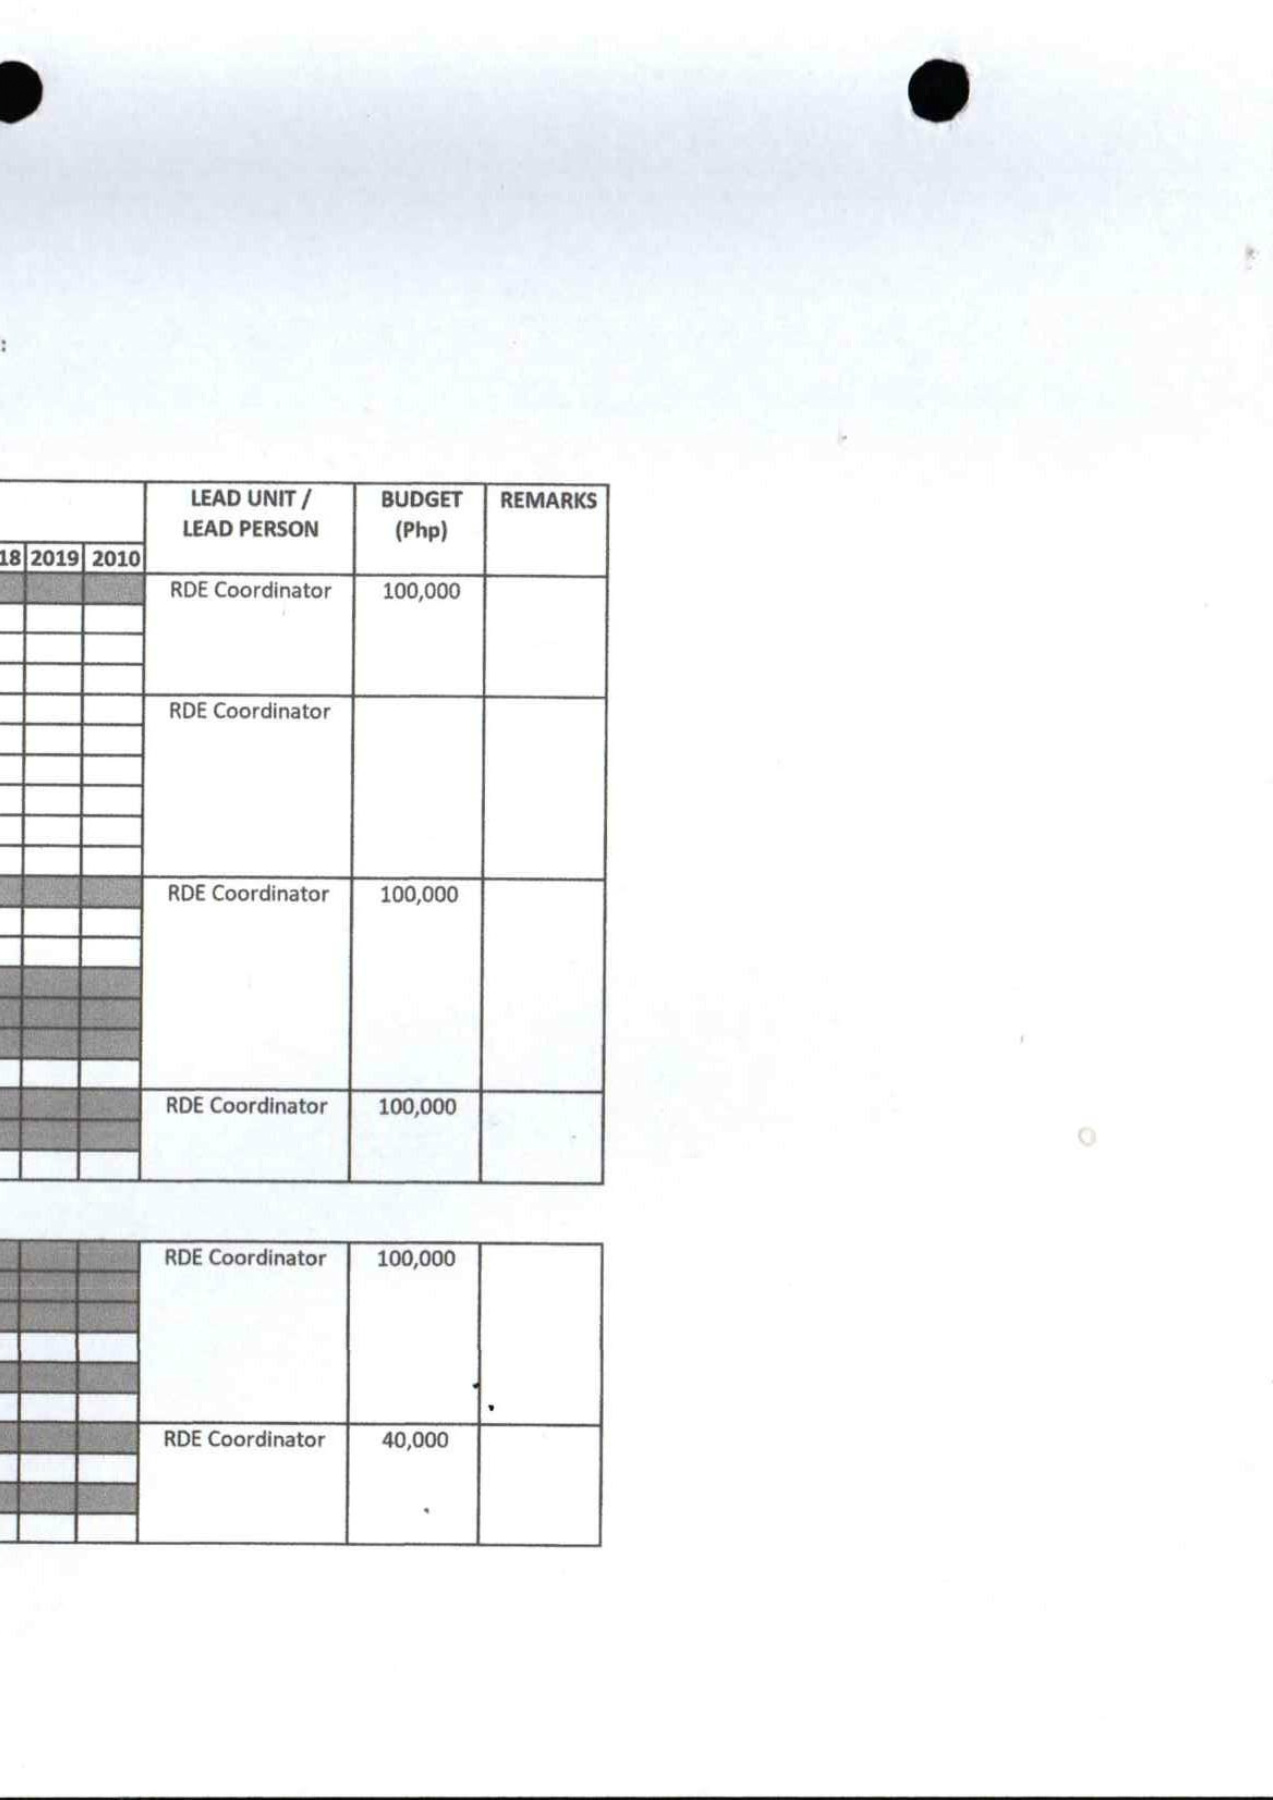 :
LEAD UNIT / BUDGET REMARKS
LEAD PERSON (Php)
18 2019 2010
RDE Coordinator 100,000
RDE Coordinator
RDE Coordinator 100,000
RDE Coordinator 100,000
RDE Coordinator 100,000
RDE Coordinator 40,000